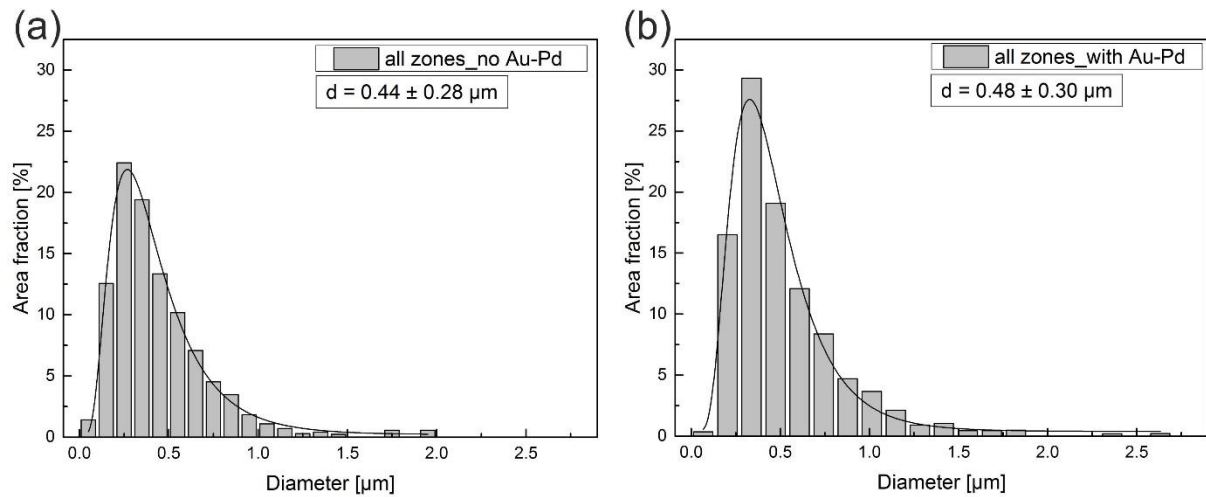 (a)
all zones_no Au-Pd
d = 0.44 ± 0.28 µm
Area fraction [%]
30
25
20
15
10
5
0
0.0 0.5 1.0 1.5 2.0 2.5
Diameter [µm]
(b)
all zones_with Au-Pd
d = 0.48 ± 0.30 µm
Area fraction [%]
30
25
20
15
10
5
0
0.0 0.5 1.0 1.5 2.0 2.5
Diameter [µm]